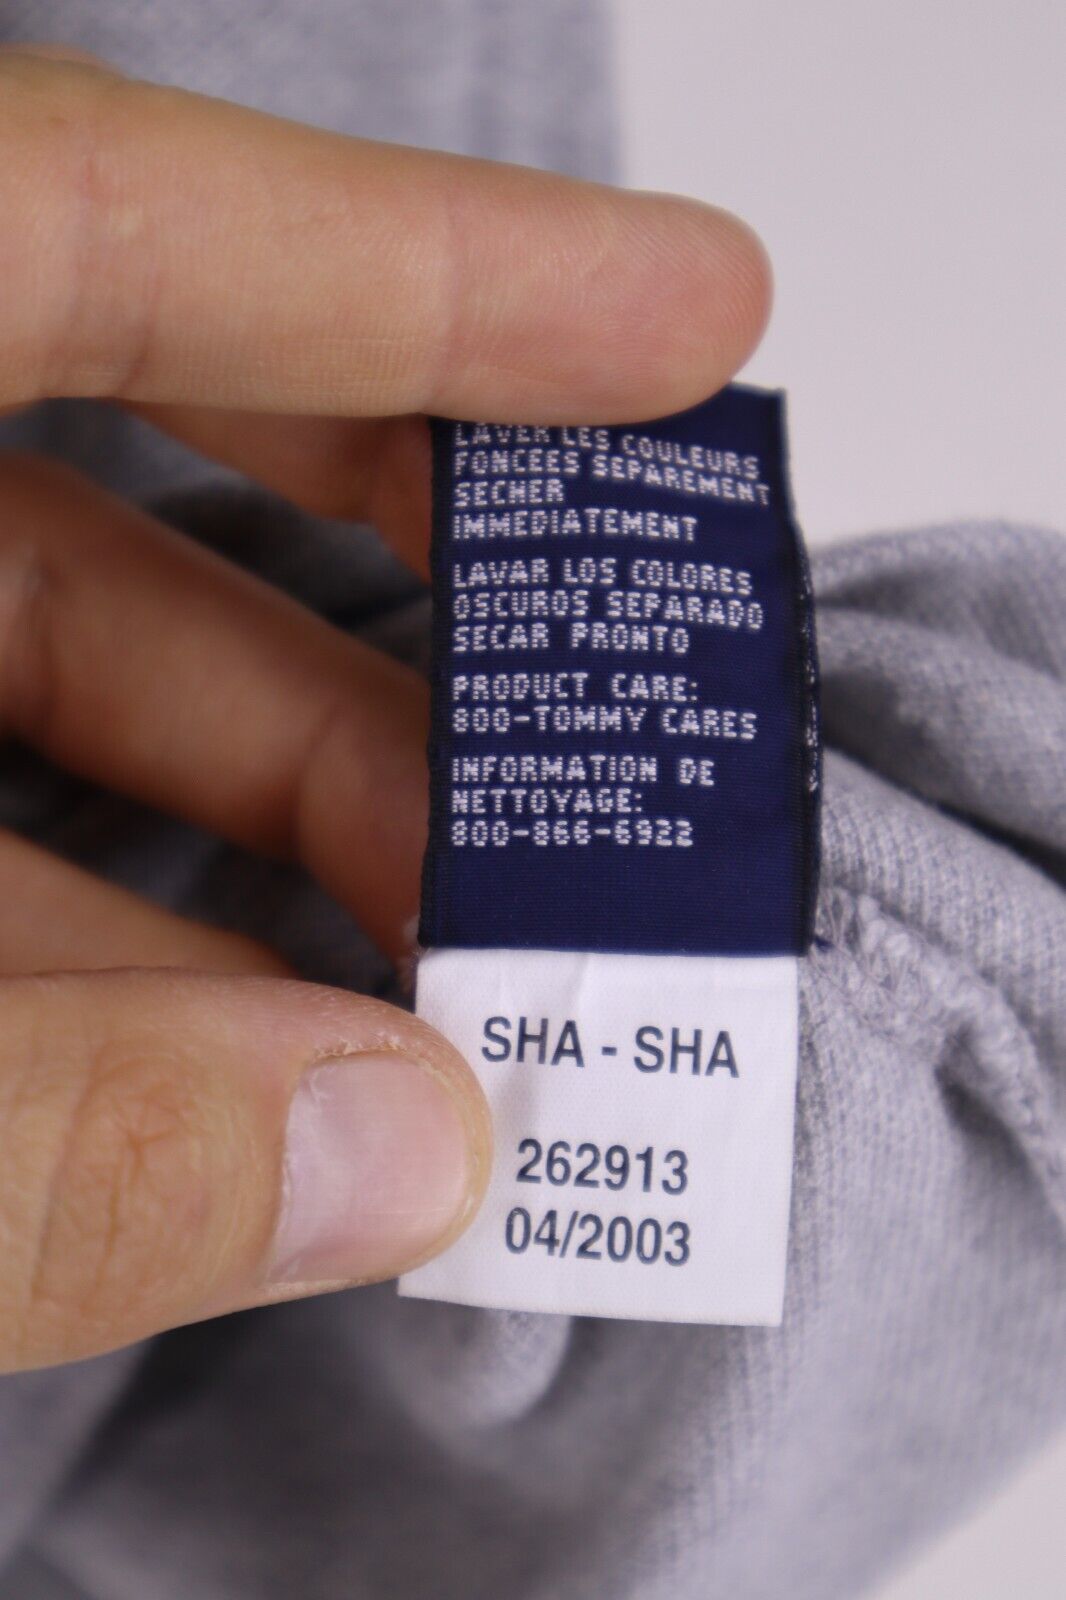 LAVER LES COULEURS
FONCEES SEPAREMENT
SECHER
IMMEDIATEMENT
LAVAR LOS COLORES
OSCUROS SEPARADO
SECAR PRONTO
PRODUCT CARE:
800-TOMMY CARES
INFORMATION DE
NETTOYAGE:
800-866-6922
SHA - SHA
262913
04/2003